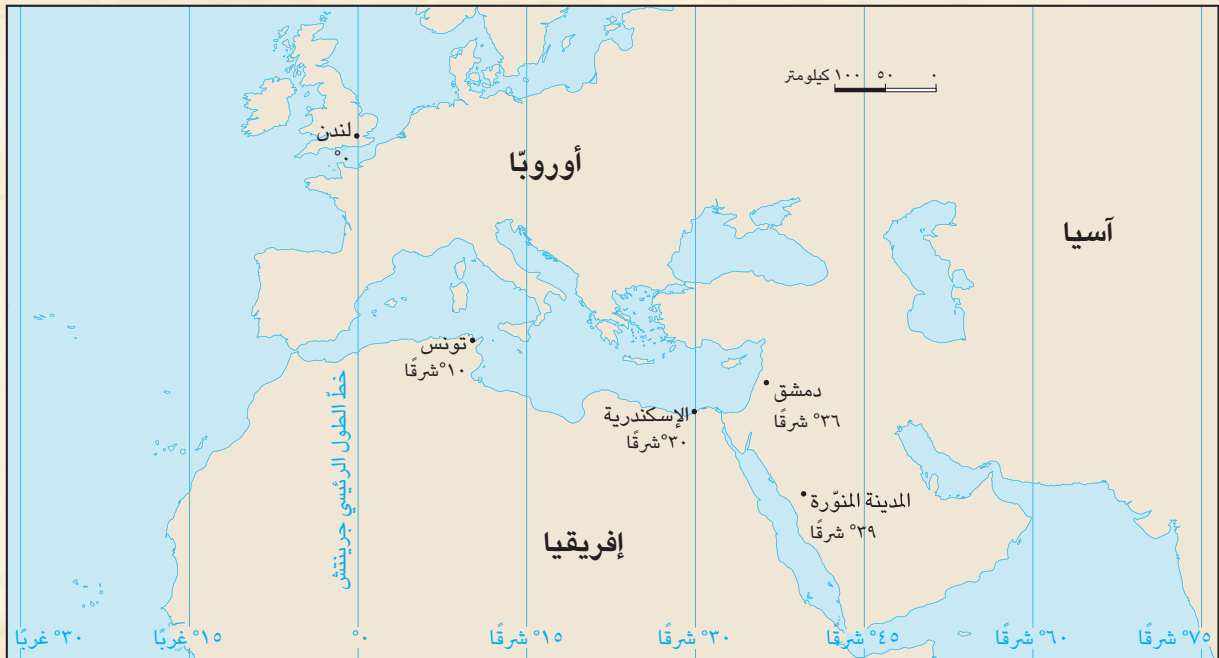 ٠ ٥٠ ١٠٠ كيلومتر
لندن
٠°
أوروبّا
آسيا
تونس
١٠° شرقًا
دمشق
٣٦° شرقًا
الإسكندرية
٣٠° شرقًا
المدينة المنوّرة
٣٩° شرقًا
إفريقيا
خطّ الطول الرئيسي جرينتش
٧٥° شرقًا
٦٠° شرقًا
٤٥° شرقًا
٣٠° شرقًا
١٥° شرقًا
٠°
١٥° غربًا
٣٠° غربًا